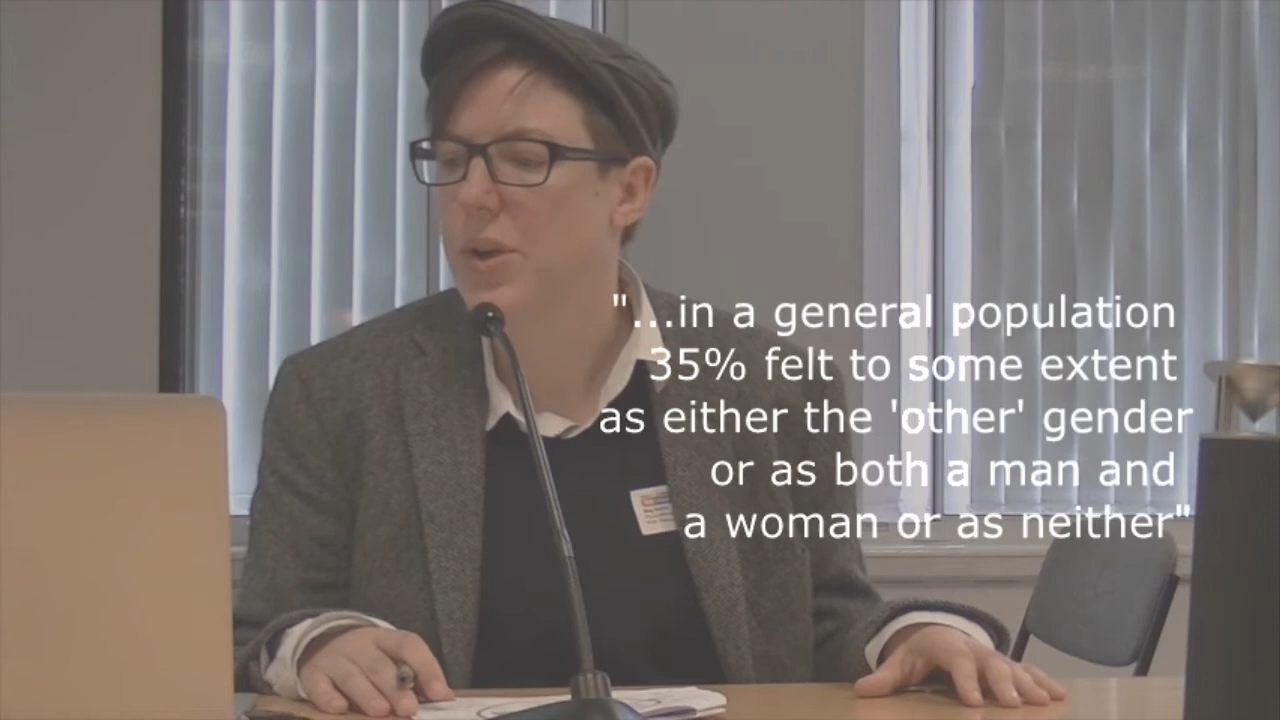 "...in a general population
35% felt to some extent
as either the 'other' gender
or as both a man and
a woman or as neither"